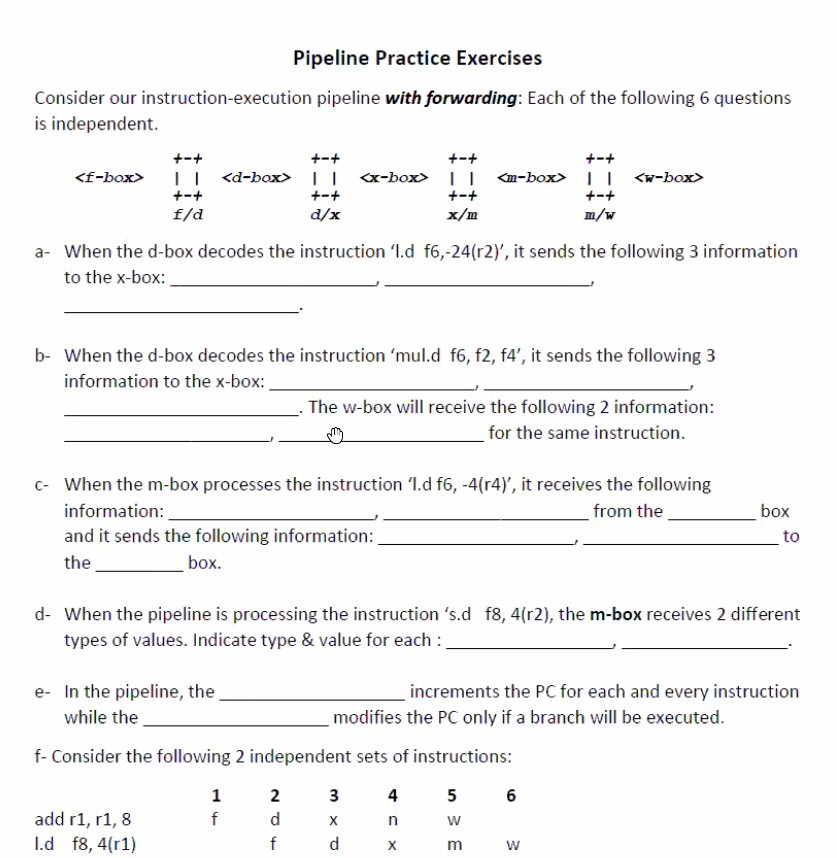 Pipeline Practice Exercises
Consider our instruction-execution pipeline with forwarding: Each of the following 6 questions
is independent.
+-+ +-+ +-+ +-+
<f-box> | | <d-box> | | <x-box> | | <m-box> | | <w-box>
+-+ +-+ +-+ +-+
f/d d/x x/m m/w
a- When the d-box decodes the instruction ‘l.d f6,-24(r2)’, it sends the following 3 information
to the x-box: ____________________, ____________________,
______________________.
b- When the d-box decodes the instruction ‘mul.d f6, f2, f4’, it sends the following 3
information to the x-box: ____________________, ____________________,
______________________. The w-box will receive the following 2 information:
____________________, ____________________ for the same instruction.
c- When the m-box processes the instruction ‘l.d f6, -4(r4)’, it receives the following
information: ____________________, ____________________ from the ________ box
and it sends the following information: ____________________, ____________________ to
the ________ box.
d- When the pipeline is processing the instruction ‘s.d f8, 4(r2), the m-box receives 2 different
types of values. Indicate type & value for each : ________________, ________________.
e- In the pipeline, the __________________ increments the PC for each and every instruction
while the __________________ modifies the PC only if a branch will be executed.
f- Consider the following 2 independent sets of instructions:
1 2 3 4 5 6
add r1, r1, 8 f d x n w
l.d f8, 4(r1) f d x m w